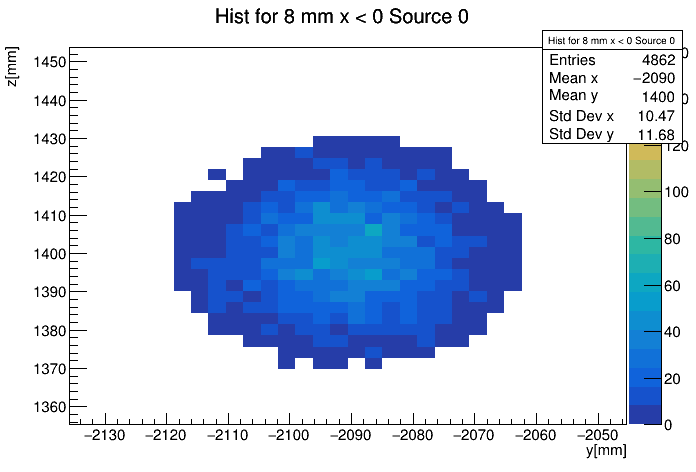 Hist for 8 mm x < 0 Source 0
Hist for 8 mm x < 0 Source 0
Entries 4862
Mean x −2090
Mean y 1400
Std Dev x 10.47
Std Dev y 11.68
z[mm]
1450
1440
1430
1420
1410
1400
1390
1380
1370
1360
120
100
80
60
40
20
0
−2130 −2120 −2110 −2100 −2090 −2080 −2070 −2060 −2050
y[mm]